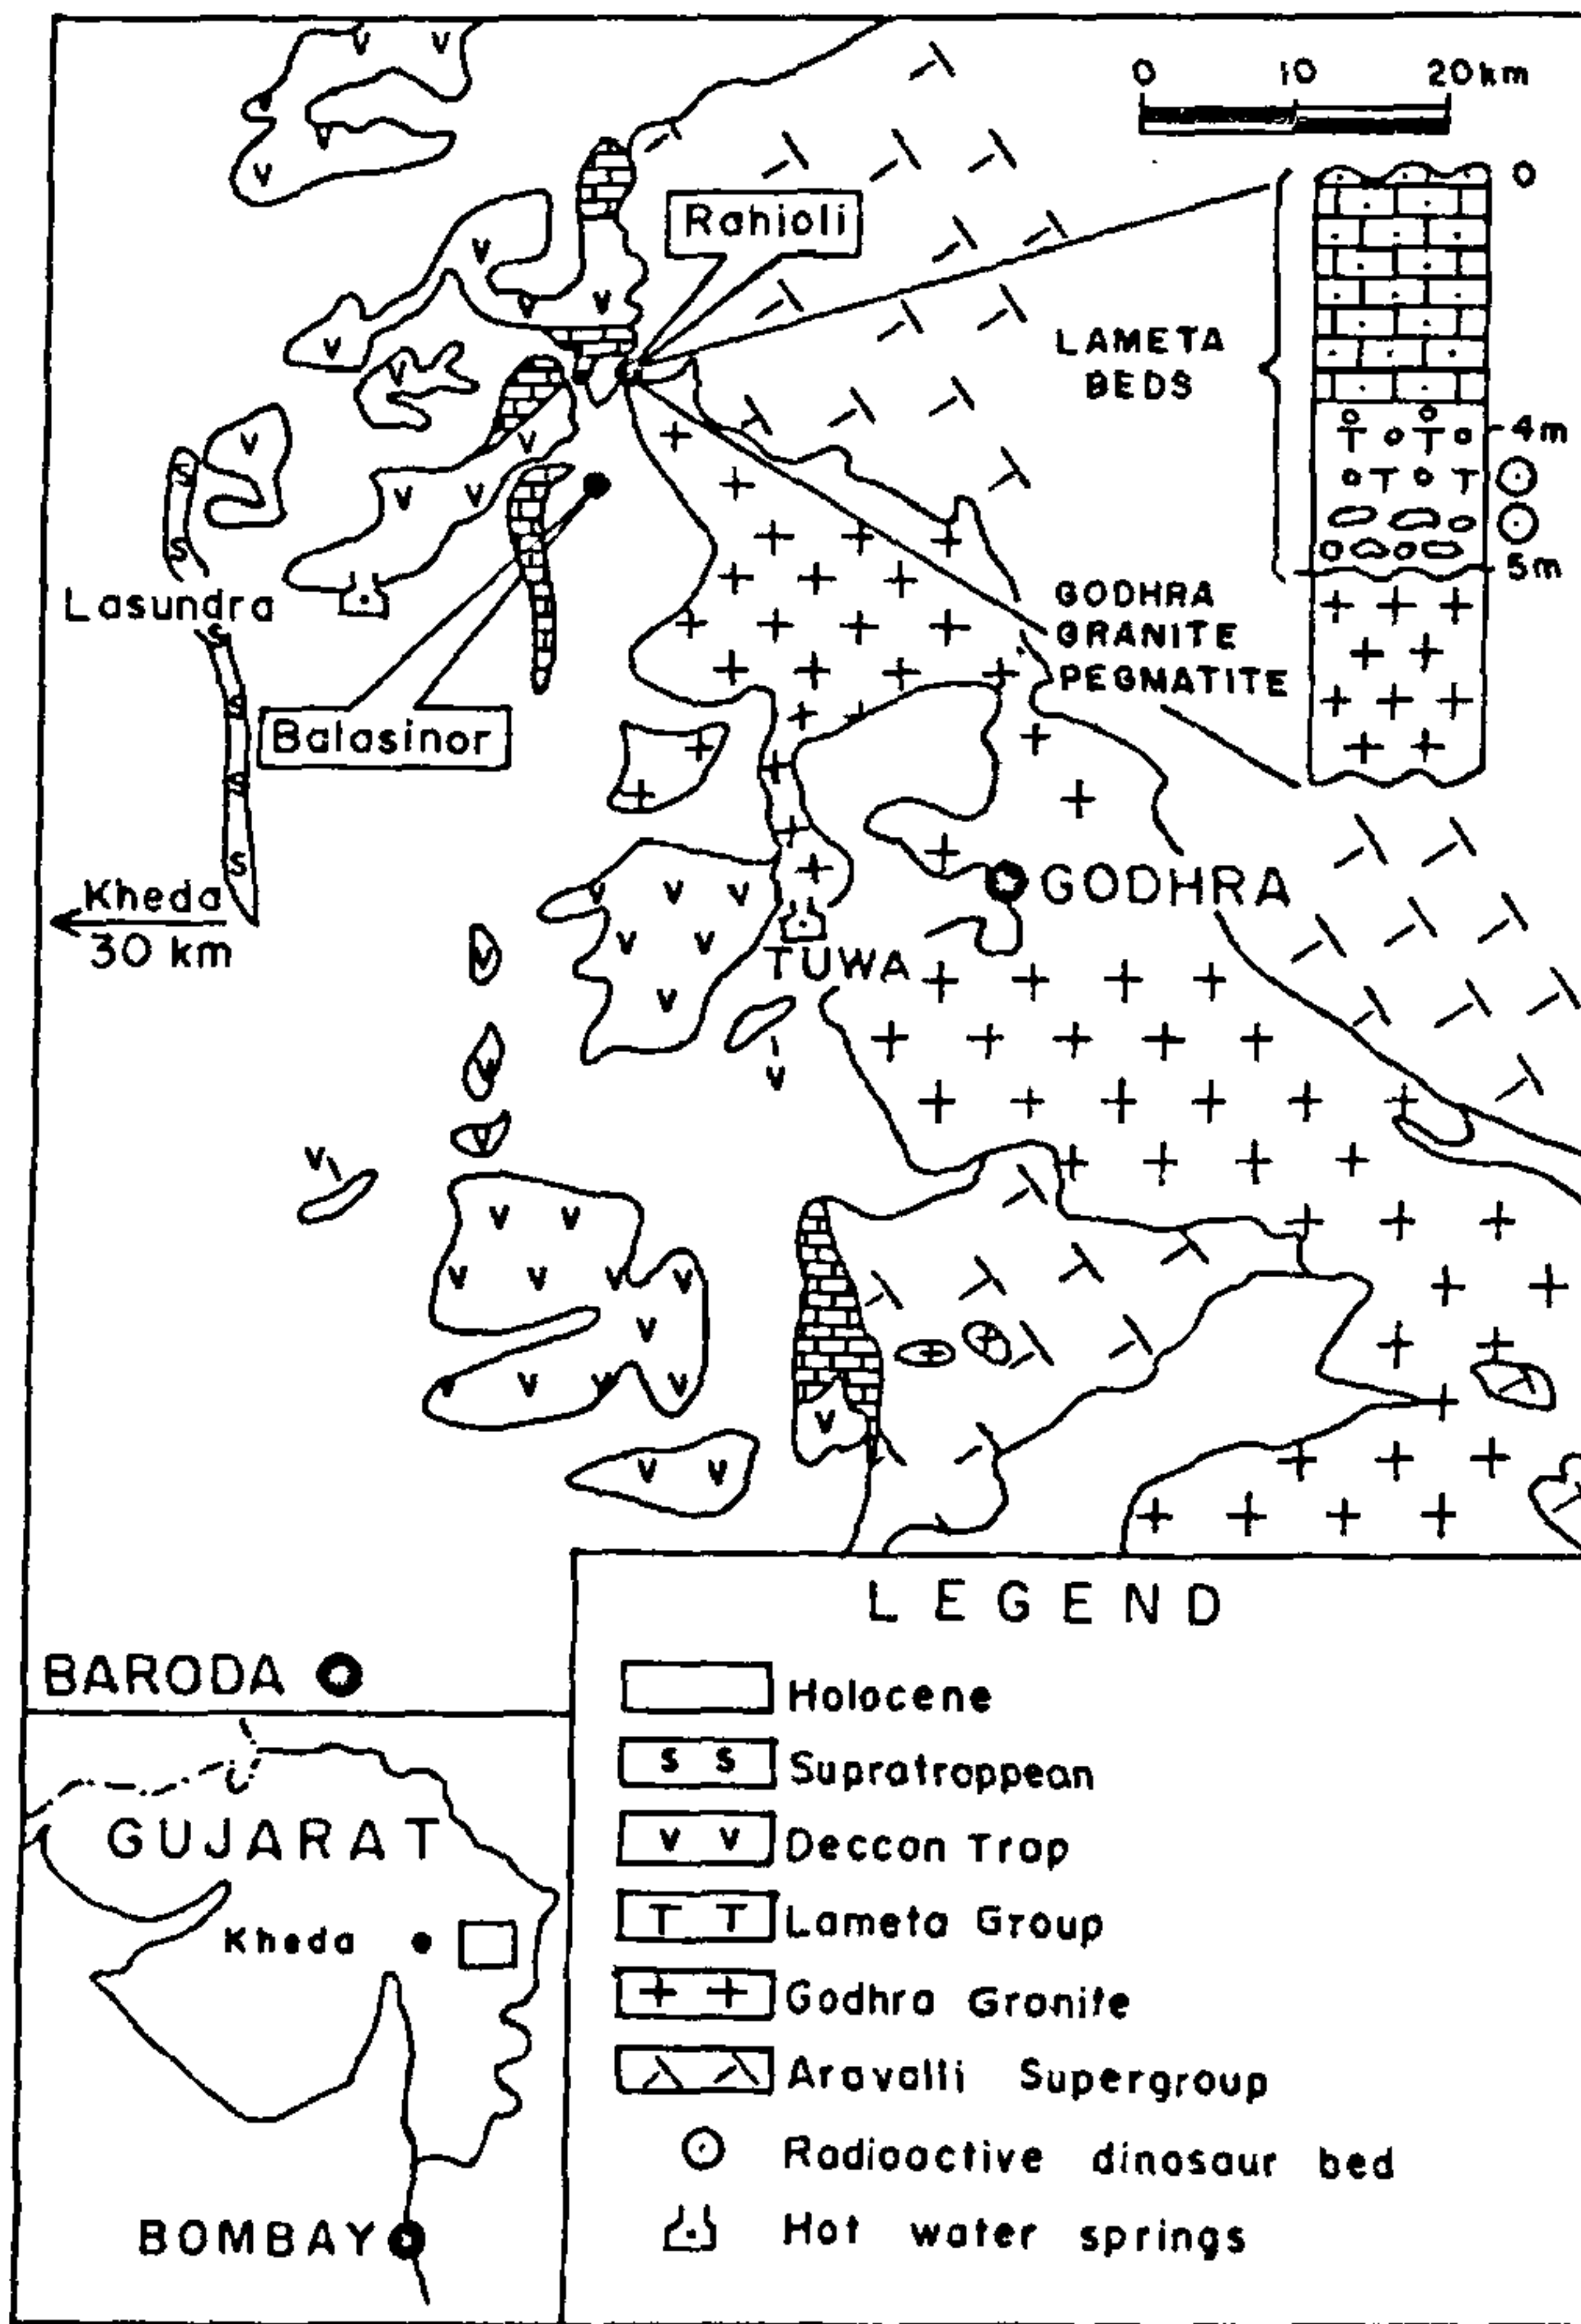 0 10 20km
Rahioli
0
LAMETA
BEDS
4m
5m
Lasundra
GODHRA
GRANITE
PEGMATITE
Balasinor
GODHRA
Kheda
30 km
TUWA
LEGEND
BARODA
Holocene
S S Supratrappean
V V Deccan Trap
GUJARAT
T T Lameta Group
Kheda
+ + Godhra Granite
Aravalli Supergroup
Radioactive dinosaur bed
BOMBAY
Hot water springs